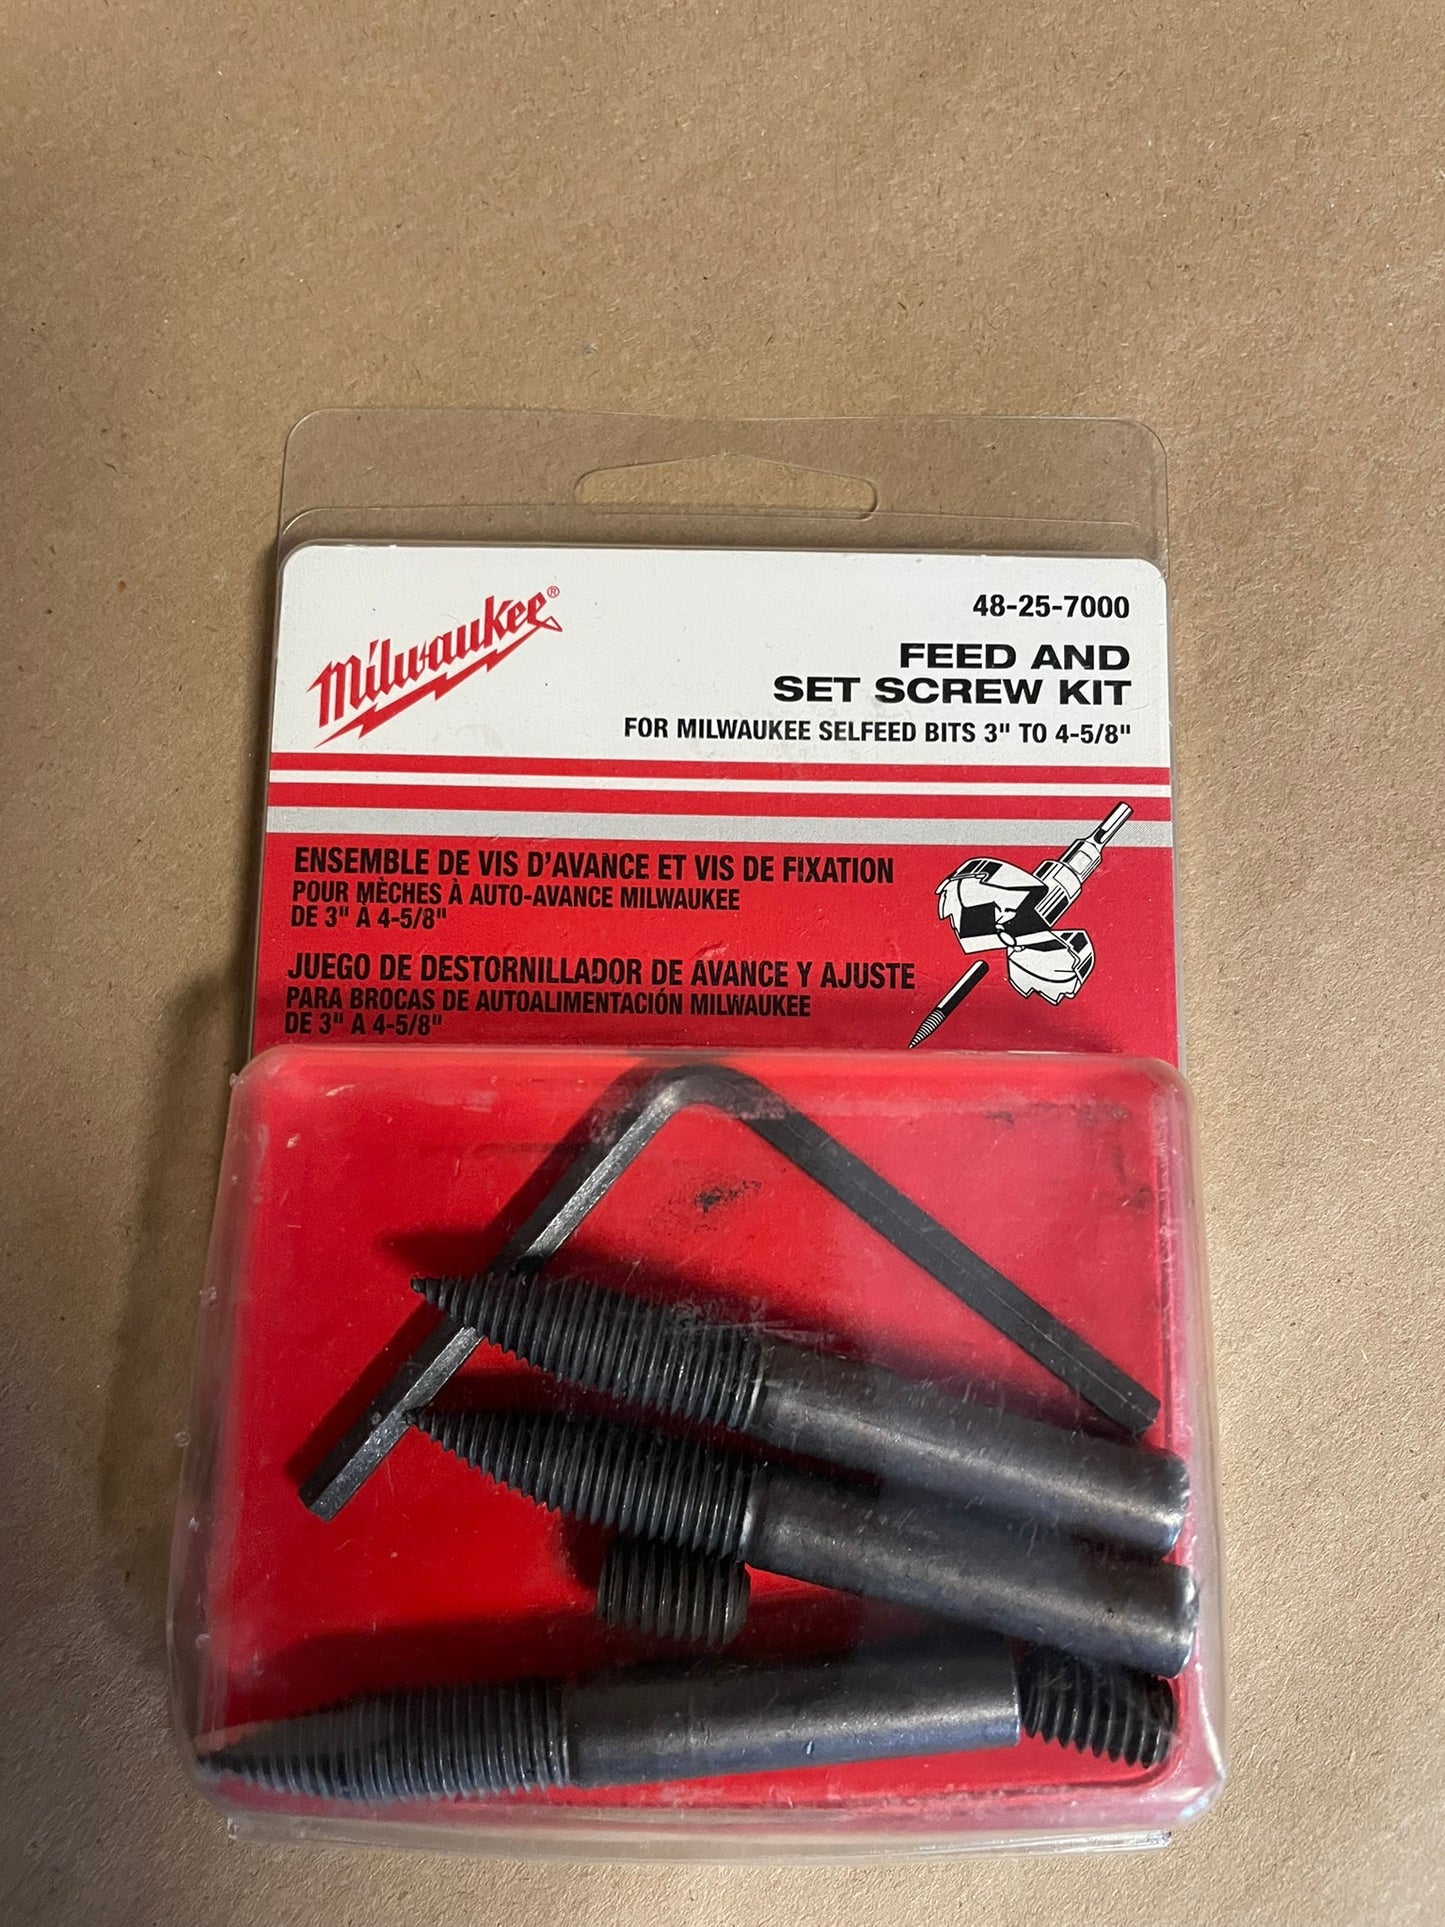 Milwaukee®
48-25-7000
FEED AND
SET SCREW KIT
FOR MILWAUKEE SELFEED BITS 3" TO 4-5/8"
ENSEMBLE DE VIS D'AVANCE ET VIS DE FIXATION
POUR MÈCHES À AUTO-AVANCE MILWAUKEE
DE 3" À 4-5/8"
JUEGO DE DESTORNILLADOR DE AVANCE Y AJUSTE
PARA BROCAS DE AUTOALIMENTACIÓN MILWAUKEE
DE 3" A 4-5/8"